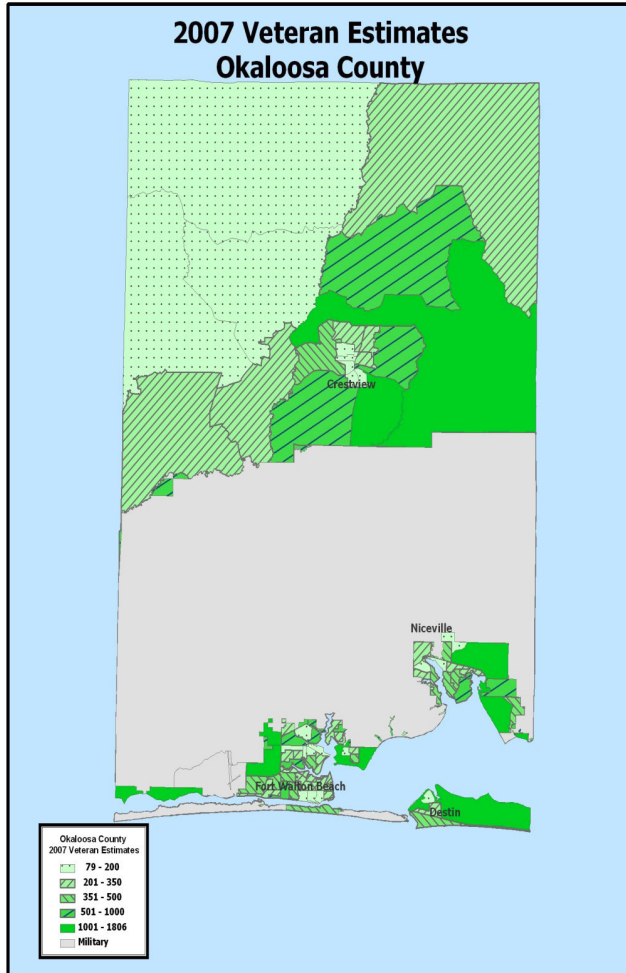 2007 Veteran Estimates
Okaloosa County
Crestview
Niceville
Fort Walton Beach
Destin
Okaloosa County
2007 Veteran Estimates
79 - 200
201 - 350
351 - 500
501 - 1000
1001 - 1806
Military